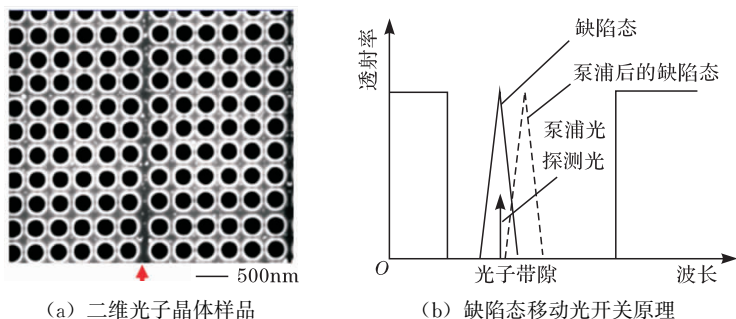 500nm
(a) 二维光子晶体样品
透射率
缺陷态
泵浦后的缺陷态
泵浦光
探测光
O
光子带隙
波长
(b) 缺陷态移动光开关原理